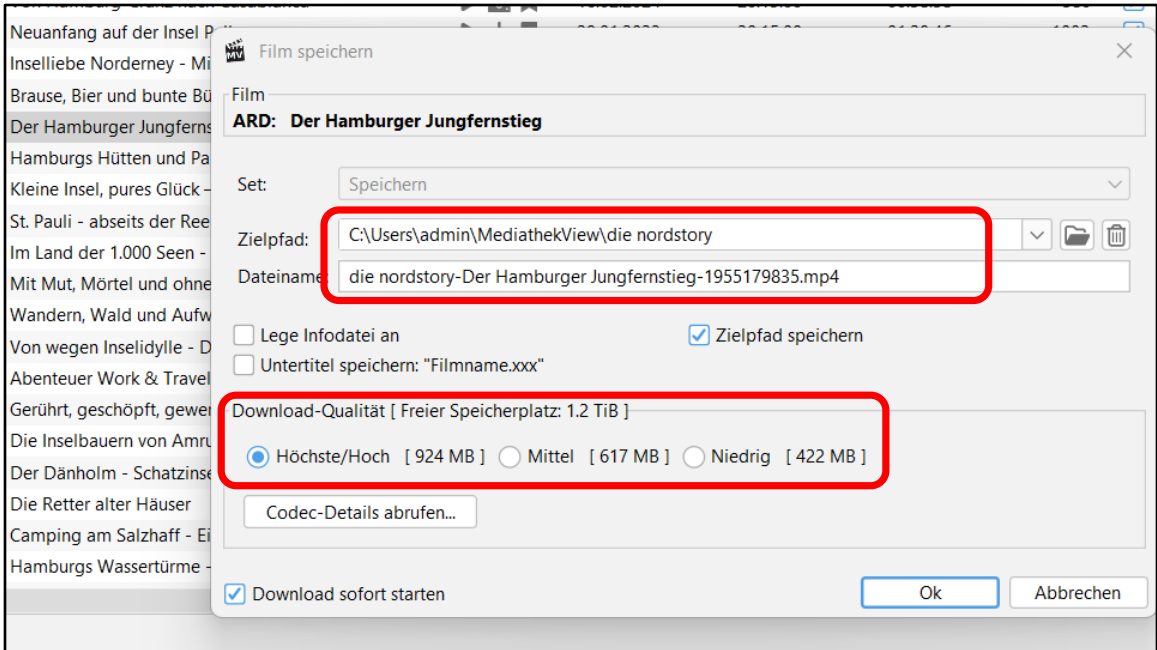 Neuanfang auf der Insel
Film speichern
Inselliebe Norderney - Mi
Brause, Bier und bunte Bü
Film
ARD: Der Hamburger Jungfernstieg
Der Hamburger Jungferns
Hamburgs Hütten und Pa
Set: Speichern
Kleine Insel, pures Glück –
St. Pauli - abseits der Ree
Zielpfad: C:\Users\admin\MediathekView\die nordstory
Im Land der 1.000 Seen -
Dateiname: die nordstory-Der Hamburger Jungfernstieg-1955179835.mp4
Mit Mut, Mörtel und ohne
Wandern, Wald und Aufw
Lege Infodatei an Zielpfad speichern
Von wegen Inselidylle - D
Untertitel speichern: "Filmname.xxx"
Abenteuer Work & Travel
Gerührt, geschöpft, gewer
Download-Qualität [ Freier Speicherplatz: 1.2 TiB ]
Die Inselbauern von Amru
Höchste/Hoch [ 924 MB ] Mittel [ 617 MB ] Niedrig [ 422 MB ]
Der Dänholm - Schatzinse
Die Retter alter Häuser
Codec-Details abrufen...
Camping am Salzhaff - Ei
Hamburgs Wassertürme -
Download sofort starten Ok Abbrechen